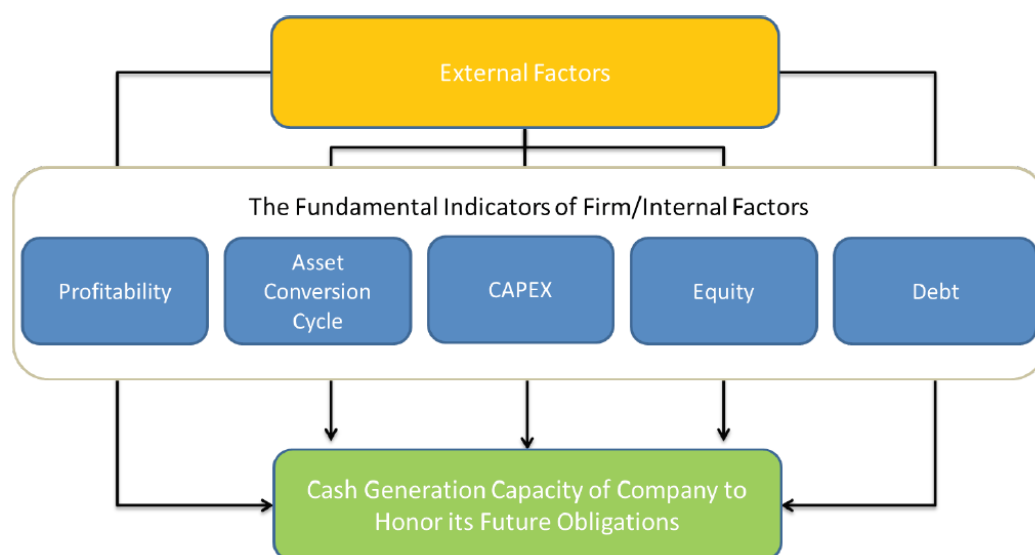 External Factors
The Fundamental Indicators of Firm/Internal Factors
Profitability
Asset
Conversion
Cycle
CAPEX
Equity
Debt
Cash Generation Capacity of Company to
Honor its Future Obligations